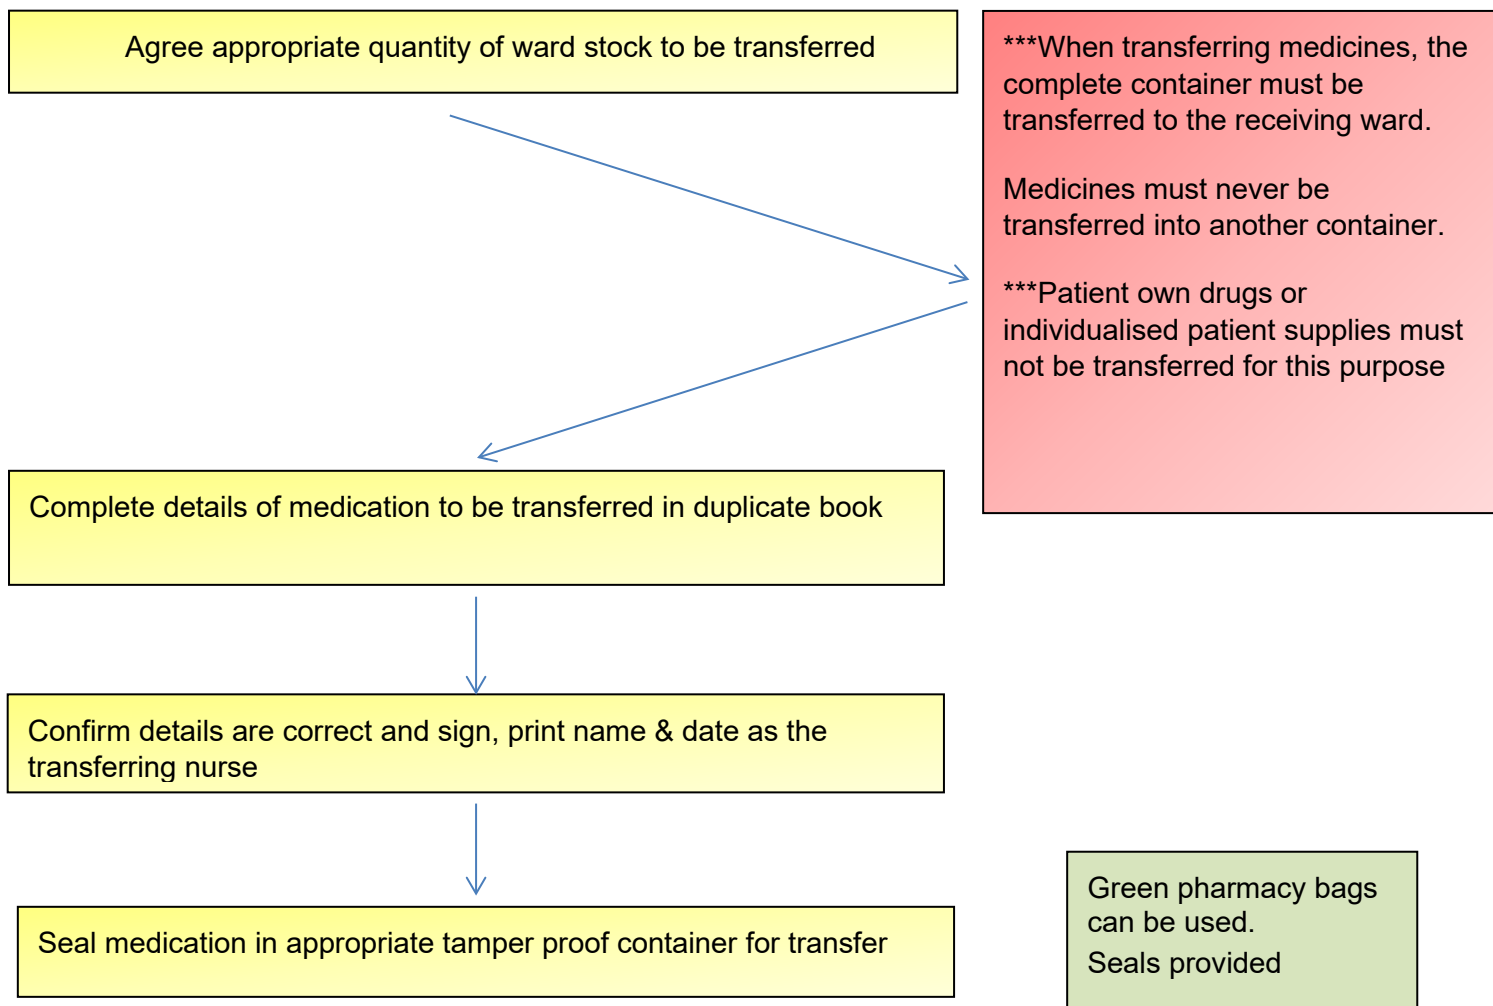 Agree appropriate quantity of ward stock to be transferred
***When transferring medicines, the
complete container must be
transferred to the receiving ward.
Medicines must never be
transferred into another container.
***Patient own drugs or
individualised patient supplies must
not be transferred for this purpose
Complete details of medication to be transferred in duplicate book
Confirm details are correct and sign, print name & date as the
transferring nurse
Seal medication in appropriate tamper proof container for transfer
Green pharmacy bags
can be used.
Seals provided